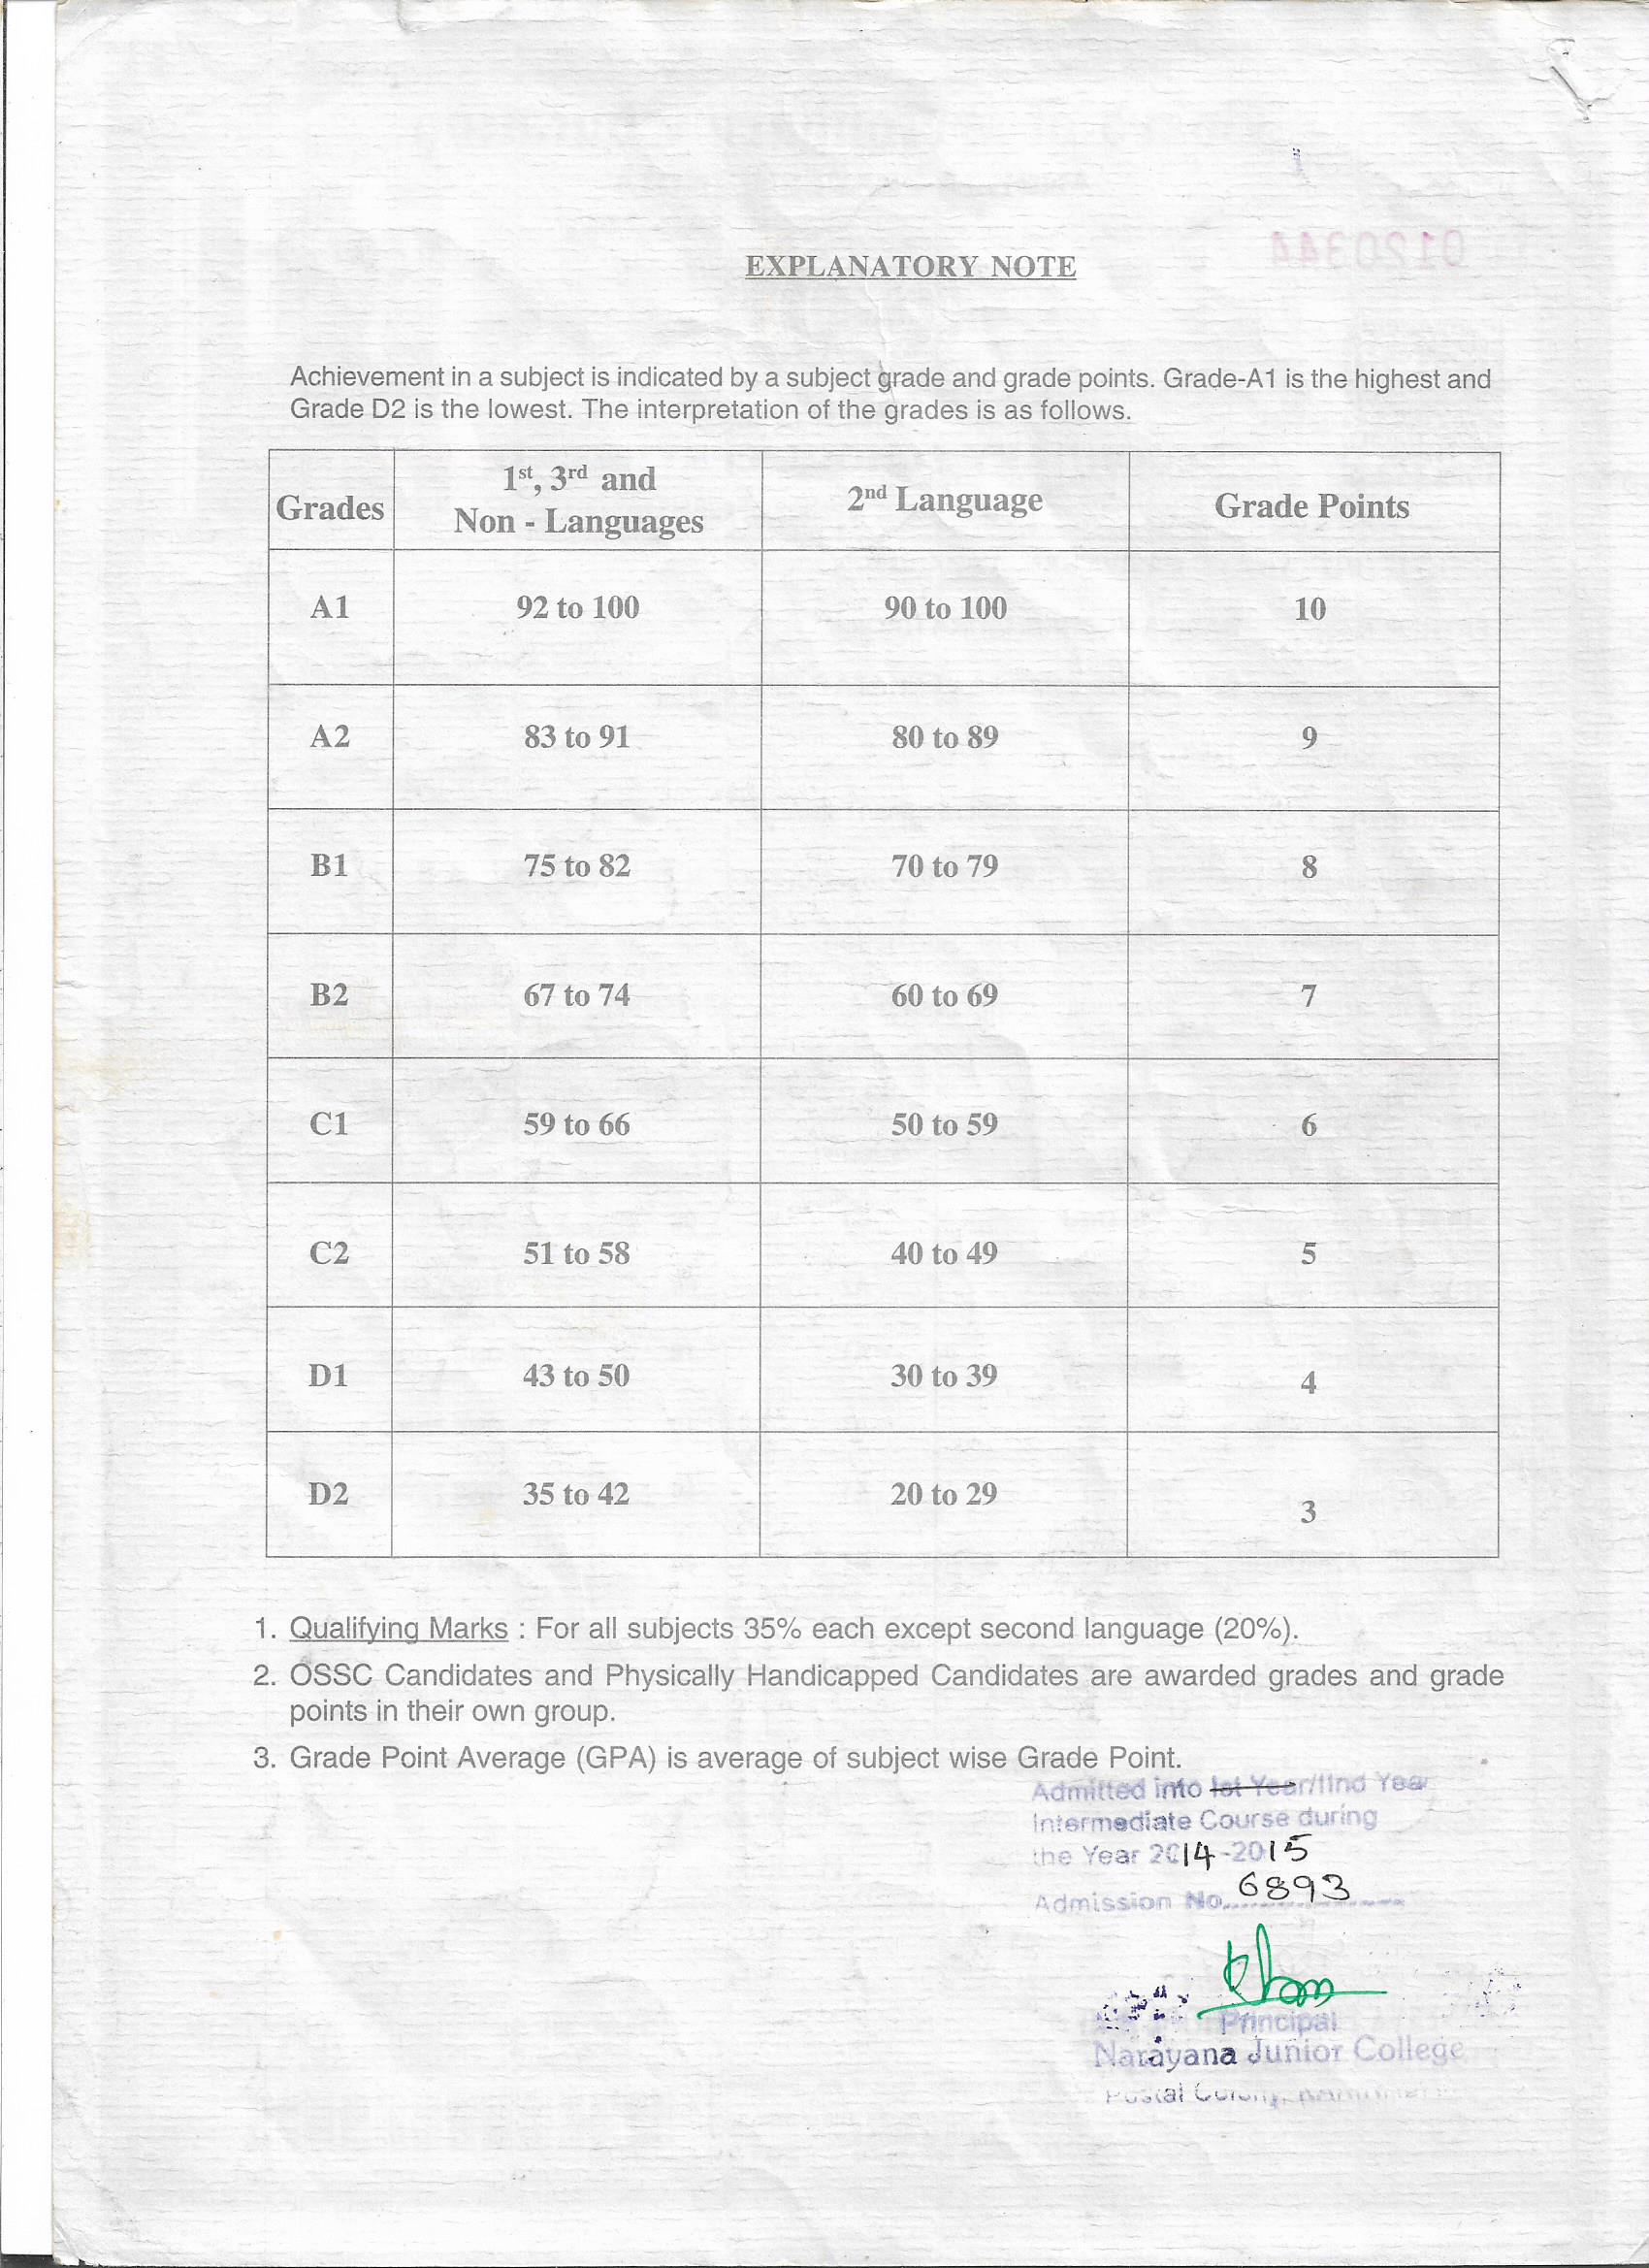 0120344
EXPLANATORY NOTE
Achievement in a subject is indicated by a subject grade and grade points. Grade-A1 is the highest and
Grade D2 is the lowest. The interpretation of the grades is as follows.
Grades 1st, 3rd and Non - Languages 2nd Language Grade Points
A1 92 to 100 90 to 100 10
A2 83 to 91 80 to 89 9
B1 75 to 82 70 to 79 8
B2 67 to 74 60 to 69 7
C1 59 to 66 50 to 59 6
C2 51 to 58 40 to 49 5
D1 43 to 50 30 to 39 4
D2 35 to 42 20 to 29 3
1. Qualifying Marks : For all subjects 35% each except second language (20%).
2. OSSC Candidates and Physically Handicapped Candidates are awarded grades and grade
points in their own group.
3. Grade Point Average (GPA) is average of subject wise Grade Point.
Admitted into Ist Year/IInd Year
Intermediate Course during
the Year 2014-2015
Admission No. 6893
Principal
Narayana Junior College
Postal Colony,